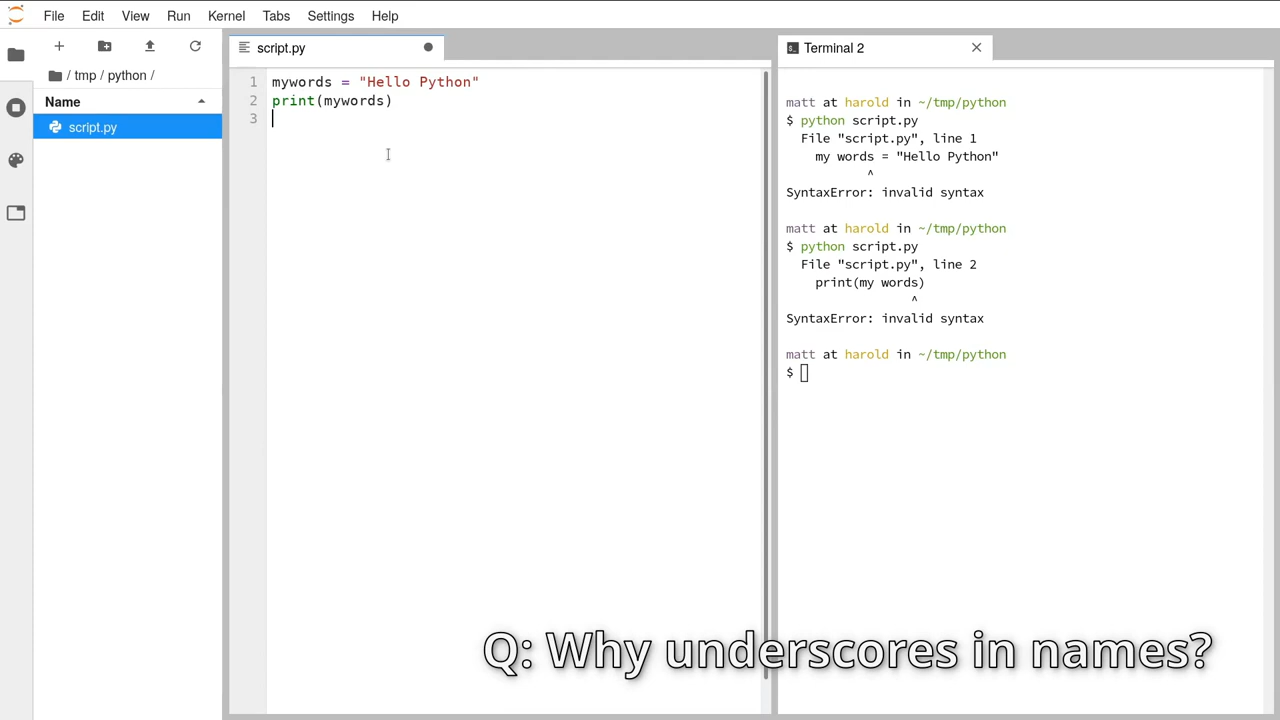 File Edit View Run Kernel Tabs Settings Help
/ tmp / python /
Name
script.py
script.py
1 mywords = "Hello Python"
2 print(mywords)
3
Terminal 2
matt at harold in ~/tmp/python
$ python script.py
File "script.py", line 1
my words = "Hello Python"
^
SyntaxError: invalid syntax
matt at harold in ~/tmp/python
$ python script.py
File "script.py", line 2
print(my words)
^
SyntaxError: invalid syntax
matt at harold in ~/tmp/python
$
Q: Why underscores in names?